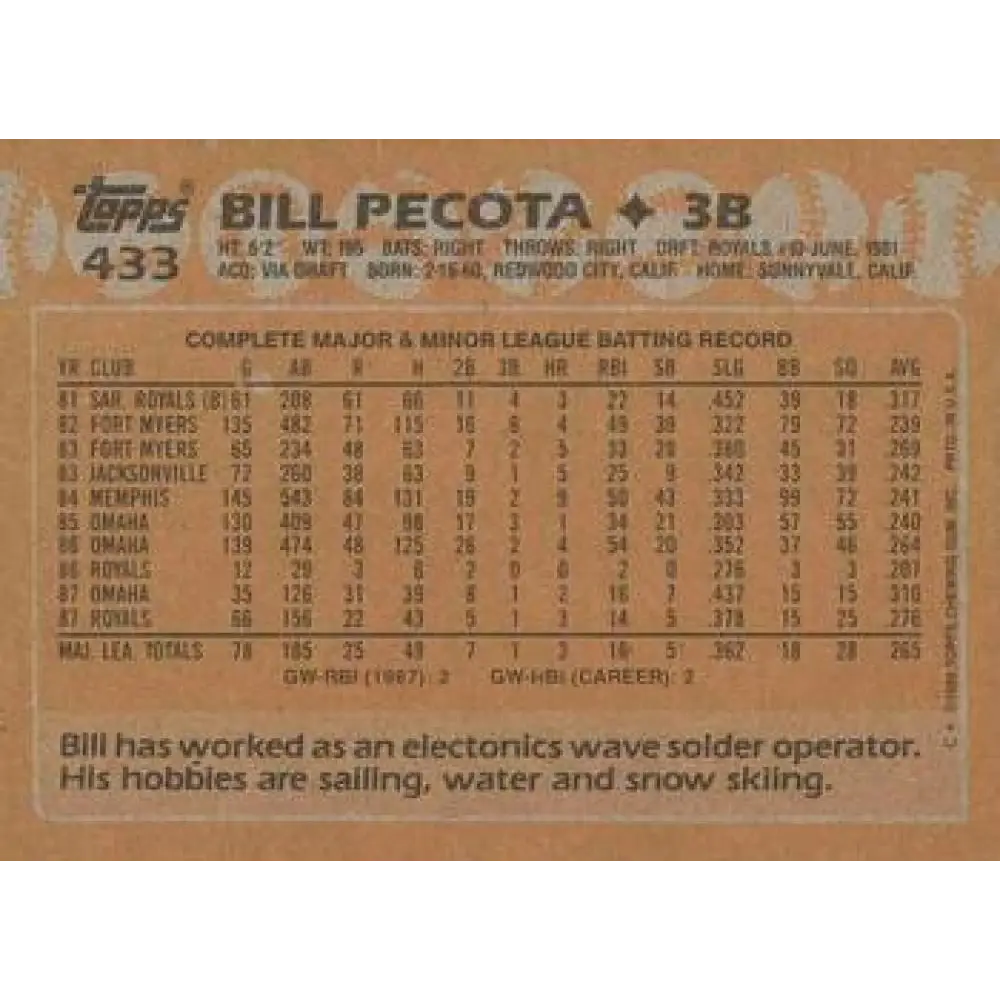 topps® BILL PECOTA ✦ 3B
433 HT: 6'2" WT: 195 BATS: RIGHT THROWS: RIGHT DRFT: ROYALS #10-JUNE, 1981
ACQ: VIA DRAFT BORN: 2-16-60, REDWOOD CITY, CALIF. HOME: SUNNYVALE, CALIF.
COMPLETE MAJOR & MINOR LEAGUE BATTING RECORD
YR CLUB G AB R H 2B 3B HR RBI SB SLG BB SO AVG
81 SAR. ROYALS (B) 61 208 61 66 11 4 3 22 14 .452 39 18 .317
82 FORT MYERS 135 482 71 115 16 6 4 49 39 .322 79 72 .239
83 FORT MYERS 65 234 48 63 7 2 5 33 20 .380 45 31 .269
83 JACKSONVILLE 77 260 38 63 9 1 5 25 9 .342 33 39 .242
84 MEMPHIS 145 543 84 131 19 2 9 50 43 .333 99 72 .241
85 OMAHA 130 409 47 98 17 3 1 34 21 .303 57 55 .240
86 OMAHA 139 474 48 125 26 2 4 54 20 .352 37 46 .264
86 ROYALS 12 29 3 6 2 0 0 2 0 .276 3 3 .207
87 OMAHA 35 126 31 39 8 1 2 16 7 .437 15 15 .310
87 ROYALS 66 156 22 43 5 1 3 14 5 .378 15 25 .276
MAJ. LEA. TOTALS 78 185 25 49 7 1 3 16 5 .362 18 28 .265
GW-RBI (1987): 2 GW-RBI (CAREER): 2
Bill has worked as an electonics wave solder operator.
His hobbies are sailing, water and snow skiing.